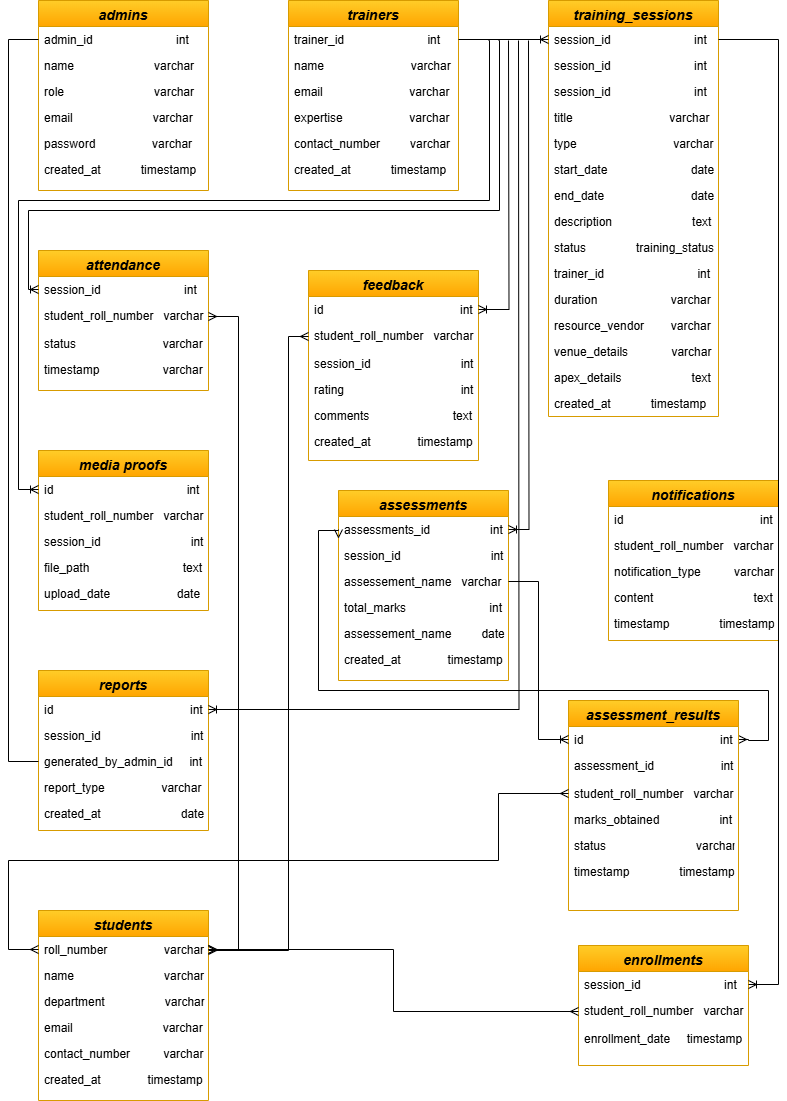 admins
admin_id int
name varchar
role varchar
email varchar
password varchar
created_at timestamp
trainers
trainer_id int
name varchar
email varchar
expertise varchar
contact_number varchar
created_at timestamp
training_sessions
session_id int
session_id int
session_id int
title varchar
type varchar
start_date date
end_date date
description text
status training_status
trainer_id int
duration varchar
resource_vendor varchar
venue_details varchar
apex_details text
created_at timestamp
attendance
session_id int
student_roll_number varchar
status varchar
timestamp varchar
feedback
id int
student_roll_number varchar
session_id int
rating int
comments text
created_at timestamp
media proofs
id int
student_roll_number varchar
session_id int
file_path text
upload_date date
assessments
assessments_id int
session_id int
assessement_name varchar
total_marks int
assessement_name date
created_at timestamp
notifications
id int
student_roll_number varchar
notification_type varchar
content text
timestamp timestamp
reports
id int
session_id int
generated_by_admin_id int
report_type varchar
created_at date
assessment_results
id int
assessment_id int
student_roll_number varchar
marks_obtained int
status varchar
timestamp timestamp
students
roll_number varchar
name varchar
department varchar
email varchar
contact_number varchar
created_at timestamp
enrollments
session_id int
student_roll_number varchar
enrollment_date timestamp